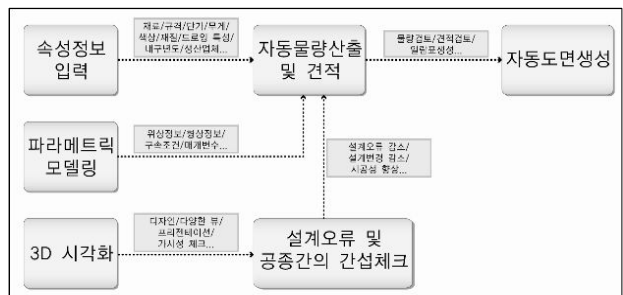 속성정보
입력
재료/규격/단가/무게/
색상/재질/드로잉 특성/
내구년도/생산업체...
자동물량산출
및 견적
물량검토/견적검토/
일람표생성...
자동도면생성
파라메트릭
모델링
위상정보/형상정보/
구속조건/매개변수...
설계오류 감소/
설계변경 감소/
시공성 향상...
3D 시각화
디자인/다양한 뷰/
프리젠테이션/
가시성 체크...
설계오류 및
공종간의 간섭체크